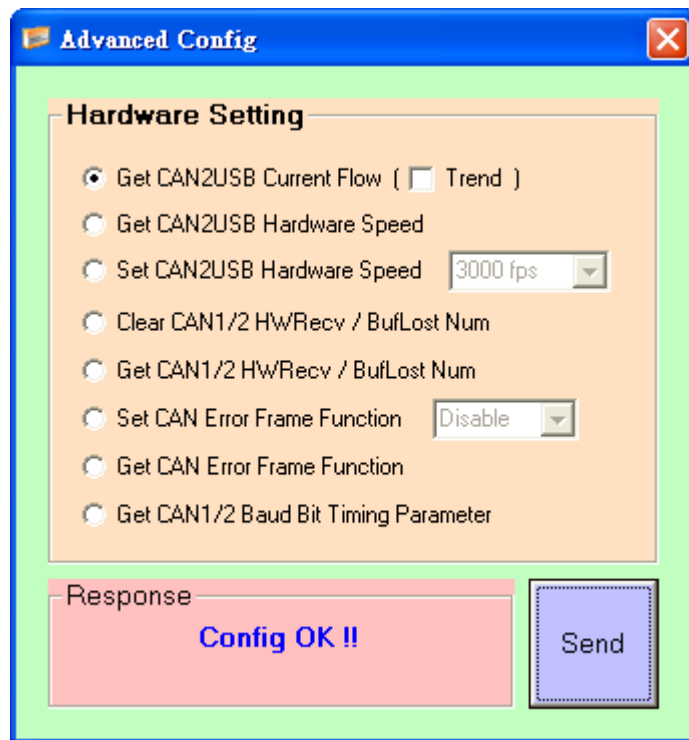 Advanced Config
Hardware Setting
Get CAN2USB Current Flow ( Trend )
Get CAN2USB Hardware Speed
Set CAN2USB Hardware Speed 3000 fps
Clear CAN1/2 HWRecv / BufLost Num
Get CAN1/2 HWRecv / BufLost Num
Set CAN Error Frame Function Disable
Get CAN Error Frame Function
Get CAN1/2 Baud Bit Timing Parameter
Response
Config OK !!
Send